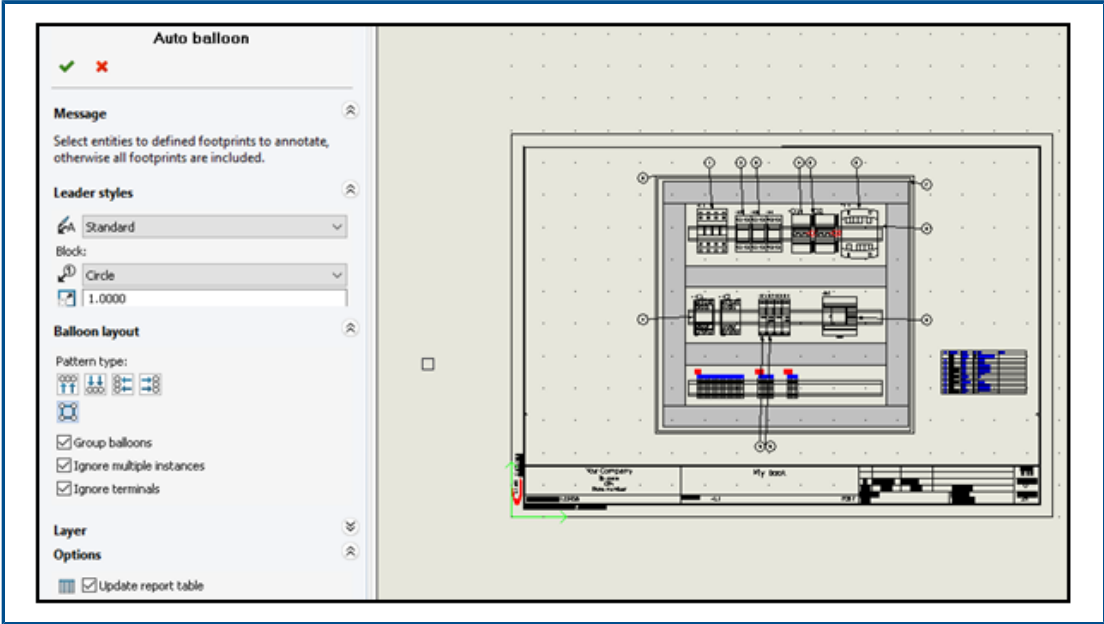 Auto balloon
Message
Select entities to defined footprints to annotate,
otherwise all footprints are included.
Leader styles
Standard
Block:
Circle
1.0000
Balloon layout
Pattern type:
Group balloons
Ignore multiple instances
Ignore terminals
Layer
Options
Update report table
Your Company
My Book